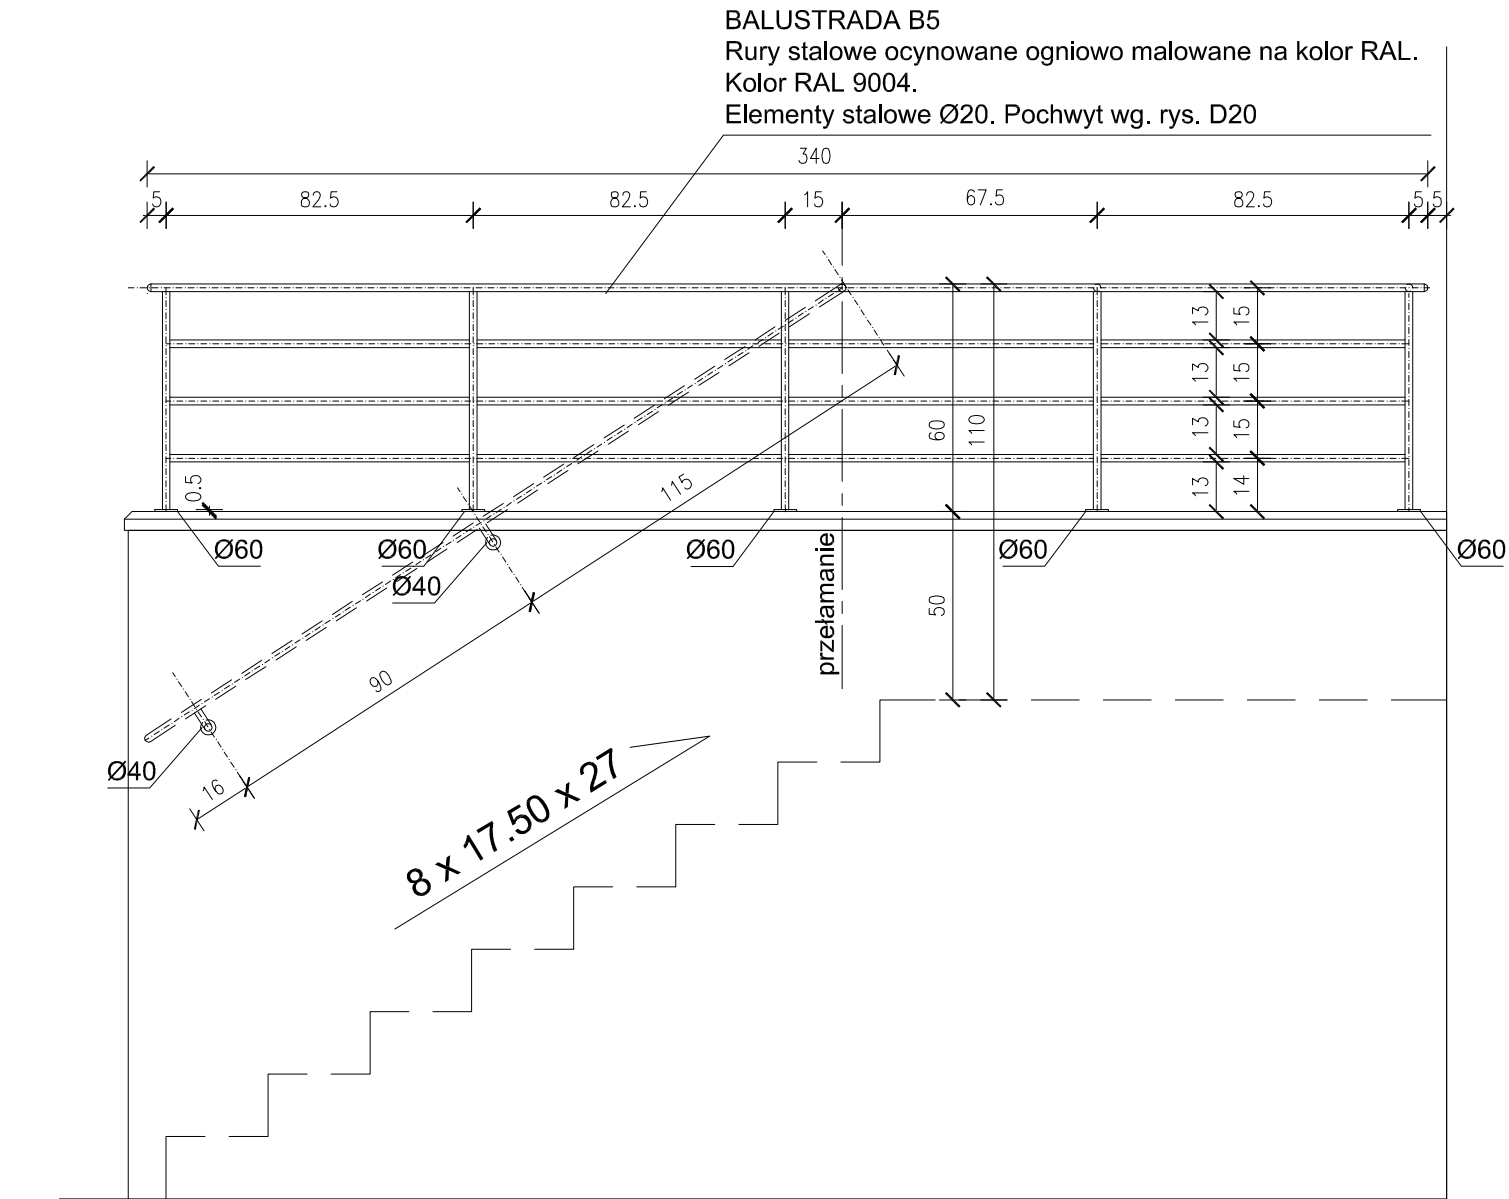 BALUSTRADA B5
Rury stalowe ocynowane ogniowo malowane na kolor RAL.
Kolor RAL 9004.
Elementy stalowe Ø20. Pochwyt wg. rys. D20
340
5 82.5 82.5 15 67.5 82.5 5 5
13 15
13 15
60 110 13 15
0.5 115 13 14
Ø60 Ø60 Ø60 Ø60 Ø60
Ø40
przełamanie
50
90
Ø40
16
8 x 17.50 x 27